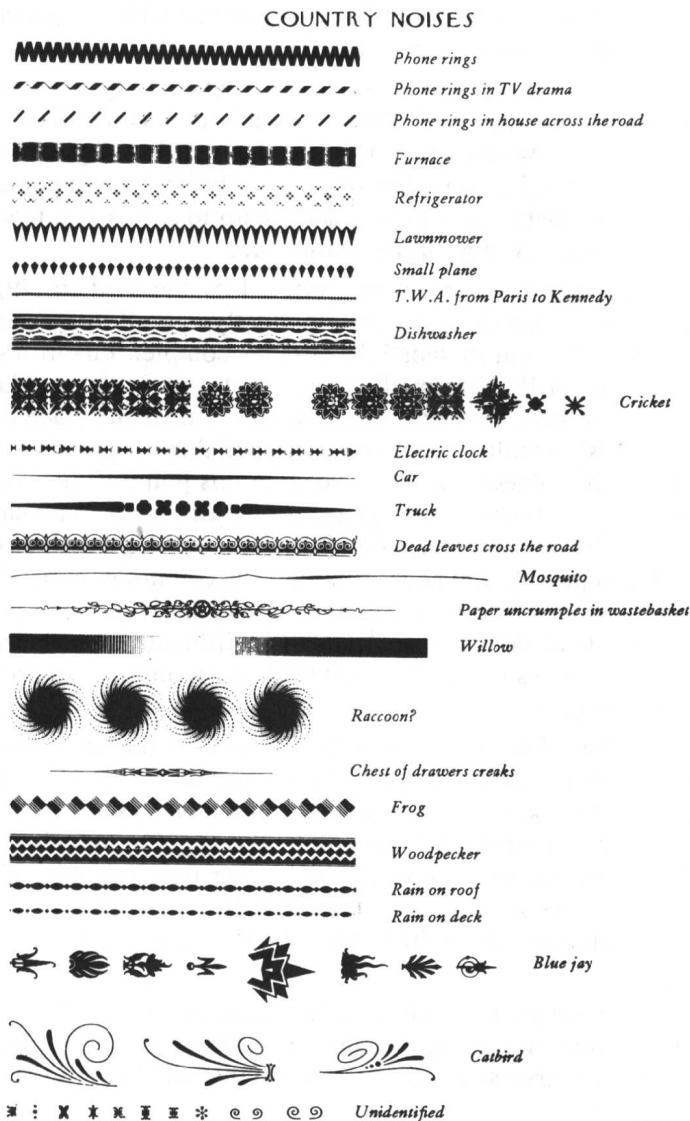 COUNTRY NOISES
Phone rings
Phone rings in TV drama
Phone rings in house across the road
Furnace
Refrigerator
Lawnmower
Small plane
T.W.A. from Paris to Kennedy
Dishwasher
Cricket
Electric clock
Car
Truck
Dead leaves cross the road
Mosquito
Paper uncrumples in wastebasket
Willow
Raccoon?
Chest of drawers creaks
Frog
Woodpecker
Rain on roof
Rain on deck
Blue jay
Catbird
Unidentified